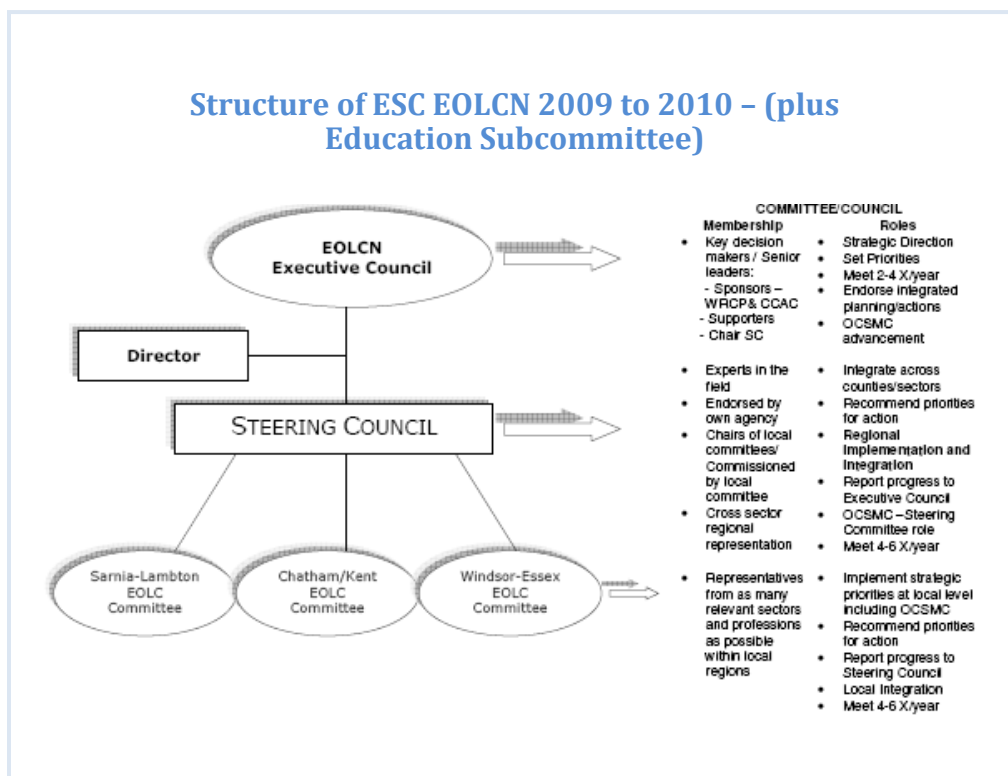 Structure of ESC EOLCN 2009 to 2010 – (plus
Education Subcommittee)
EOLCN
Executive Council
Director
STEERING COUNCIL
Sarnia-Lambton
EOLC
Committee
Chatham/Kent
EOLC
Committee
Windsor-Essex
EOLC
Committee
COMMITTEE/COUNCIL
Membership
• Key decision
makers / Senior
leaders:
- Sponsors –
WRCP& CCAC
- Supporters
- Chair SC
Roles
• Strategic Direction
• Set Priorities
• Meet 2-4 X/year
• Endorse integrated
planning/actions
• OCSMC
advancement
• Experts in the
field
• Endorsed by
own agency
• Chairs of local
committees/
Commissioned
by local
committee
• Cross sector
regional
representation
• Integrate across
counties/sectors
• Recommend priorities
for action
• Regional
Implementation and
Integration
• Report progress to
Executive Council
• OCSMC –Steering
Committee role
• Meet 4-6 X/year
• Representatives
from as many
relevant sectors
and professions
as possible
within local
regions
• Implement strategic
priorities at local level
including OCSMC
• Recommend priorities
for action
• Report progress to
Steering Council
• Local Integration
• Meet 4-6 X/year